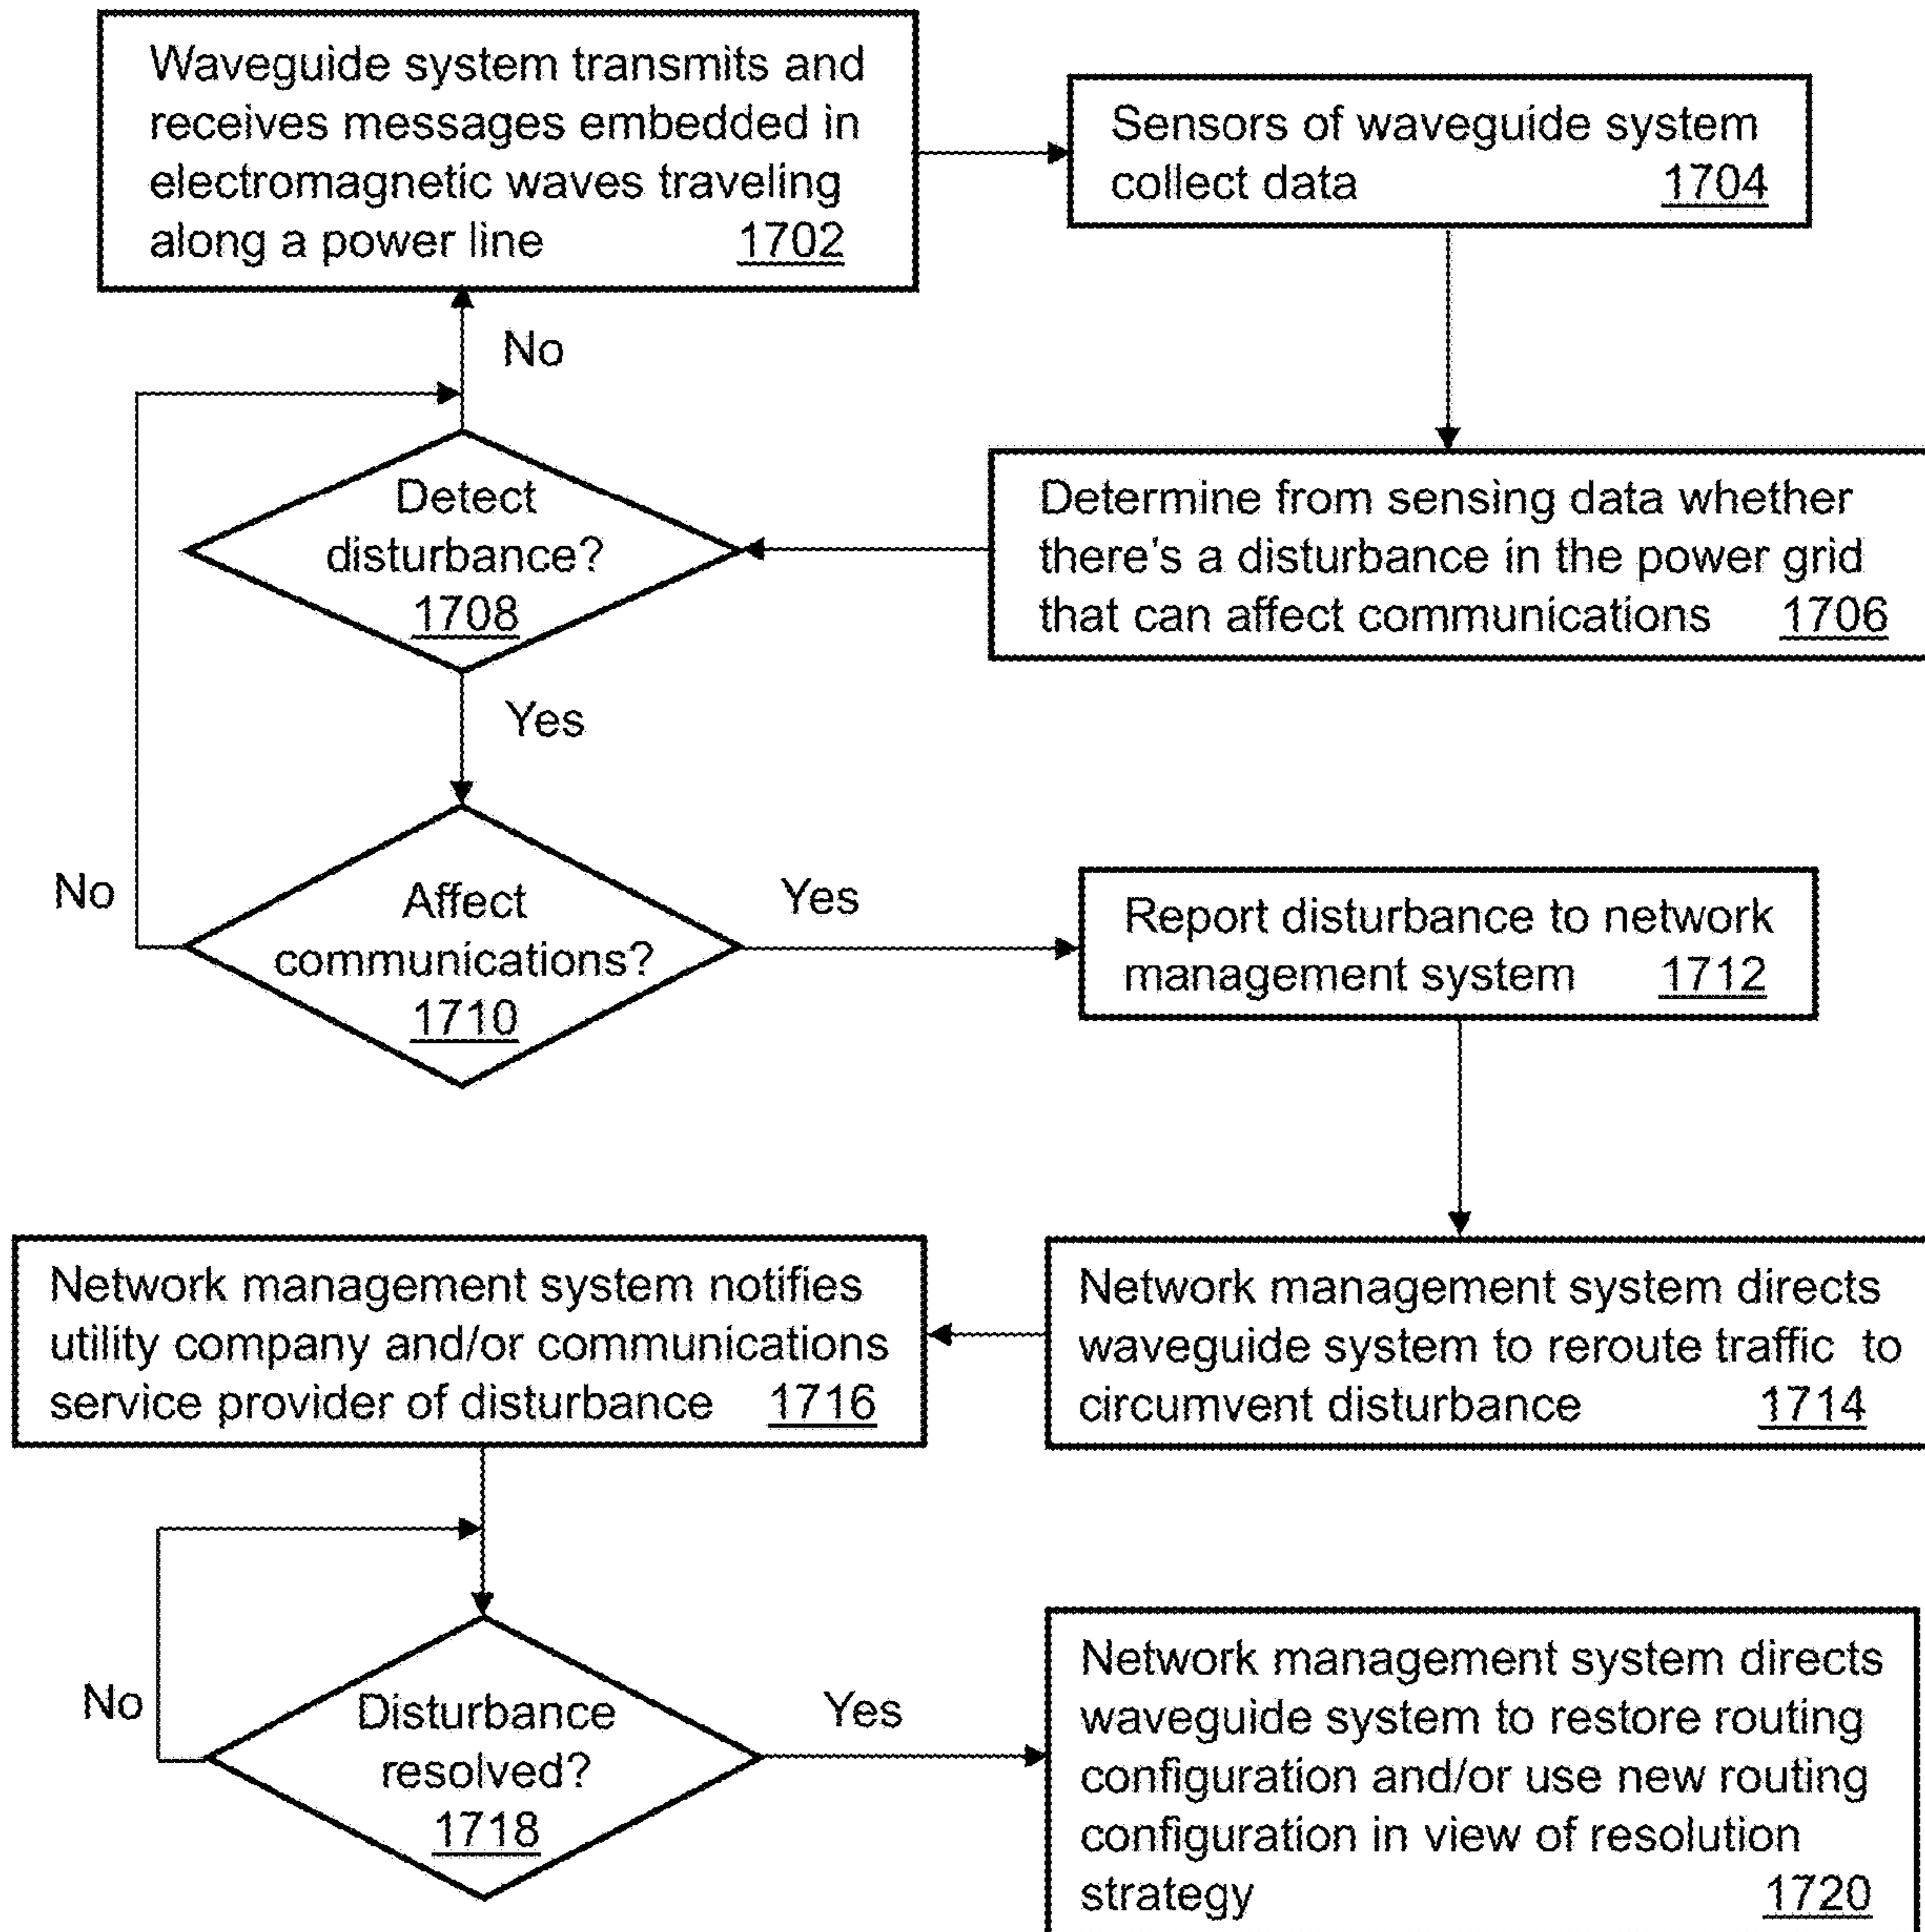 Waveguide system transmits and
receives messages embedded in
electromagnetic waves traveling
along a power line 1702
Sensors of waveguide system
collect data 1704
No
Detect
disturbance?
1708
Determine from sensing data whether
there's a disturbance in the power grid
that can affect communications 1706
Yes
No
Affect
communications?
1710
Yes
Report disturbance to network
management system 1712
Network management system notifies
utility company and/or communications
service provider of disturbance 1716
Network management system directs
waveguide system to reroute traffic to
circumvent disturbance 1714
No
Disturbance
resolved?
1718
Yes
Network management system directs
waveguide system to restore routing
configuration and/or use new routing
configuration in view of resolution
strategy 1720